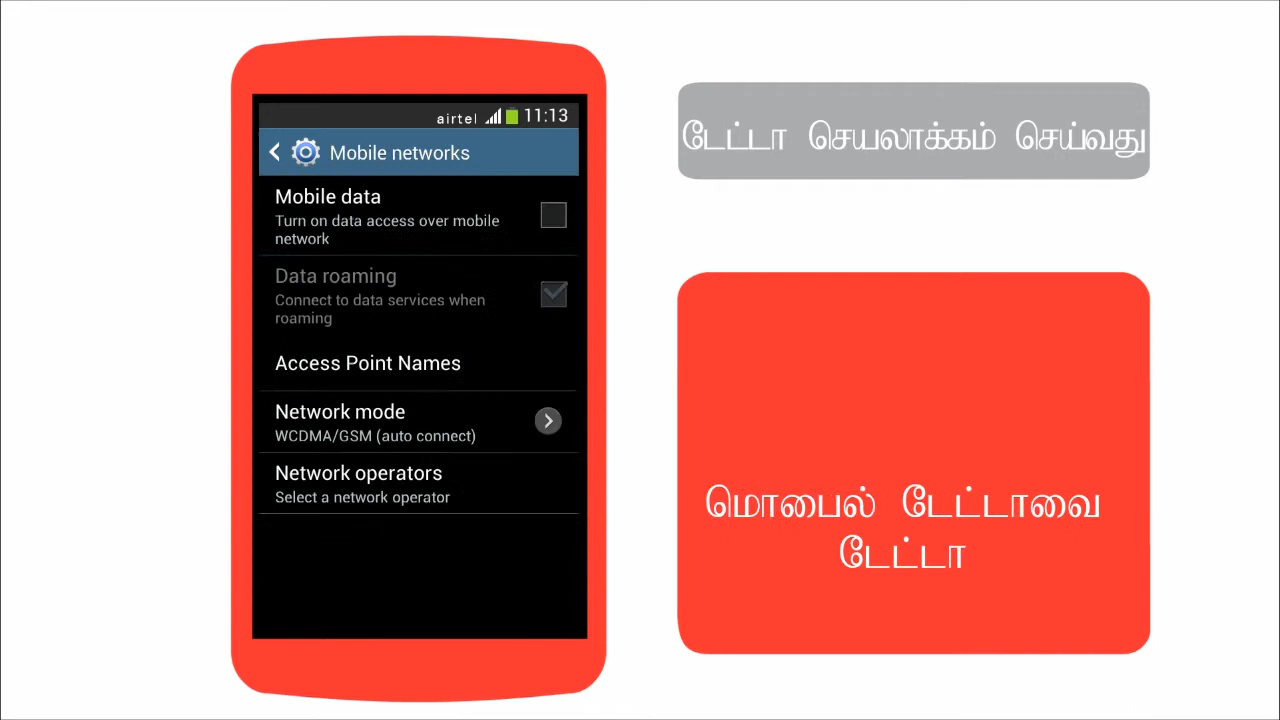 airtel 11:13
Mobile networks
Mobile data
Turn on data access over mobile
network
Data roaming
Connect to data services when
roaming
Access Point Names
Network mode
WCDMA/GSM (auto connect)
Network operators
Select a network operator
டேட்டா செயலாக்கம் செய்வது
மொபைல் டேட்டாவை
டேட்டா